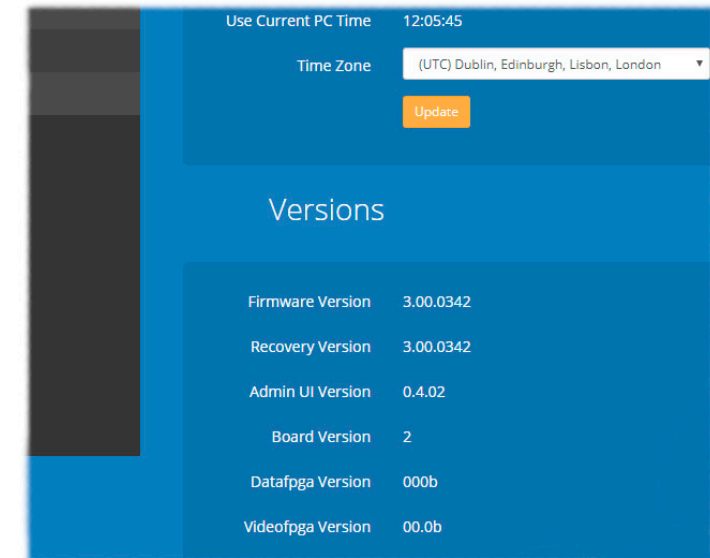 Use Current PC Time 12:05:45
Time Zone (UTC) Dublin, Edinburgh, Lisbon, London
Update
Versions
Firmware Version 3.00.0342
Recovery Version 3.00.0342
Admin UI Version 0.4.02
Board Version 2
Datafpga Version 000b
Videofpga Version 00.0b